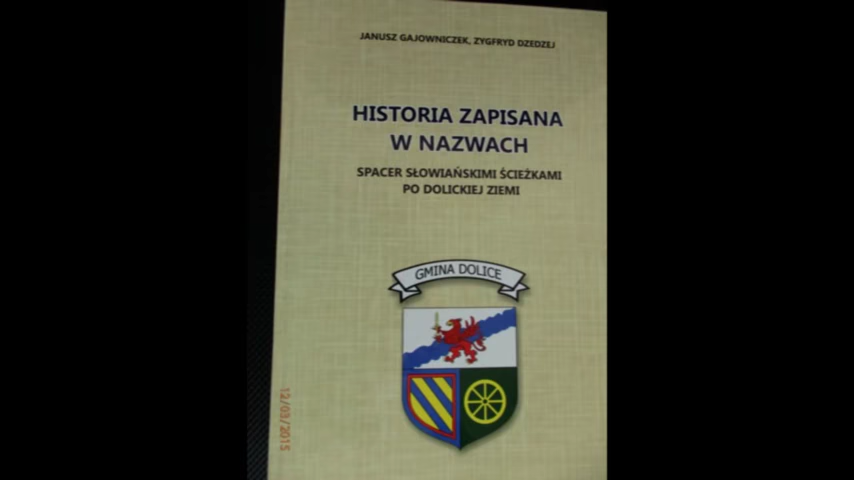 JANUSZ GAJOWNICZEK, ZYGFRYD DZEDZEJ
HISTORIA ZAPISANA
W NAZWACH
SPACER SŁOWIAŃSKIMI ŚCIEŻKAMI
PO DOLICKIEJ ZIEMI
GMINA DOLICE
12/03/2015